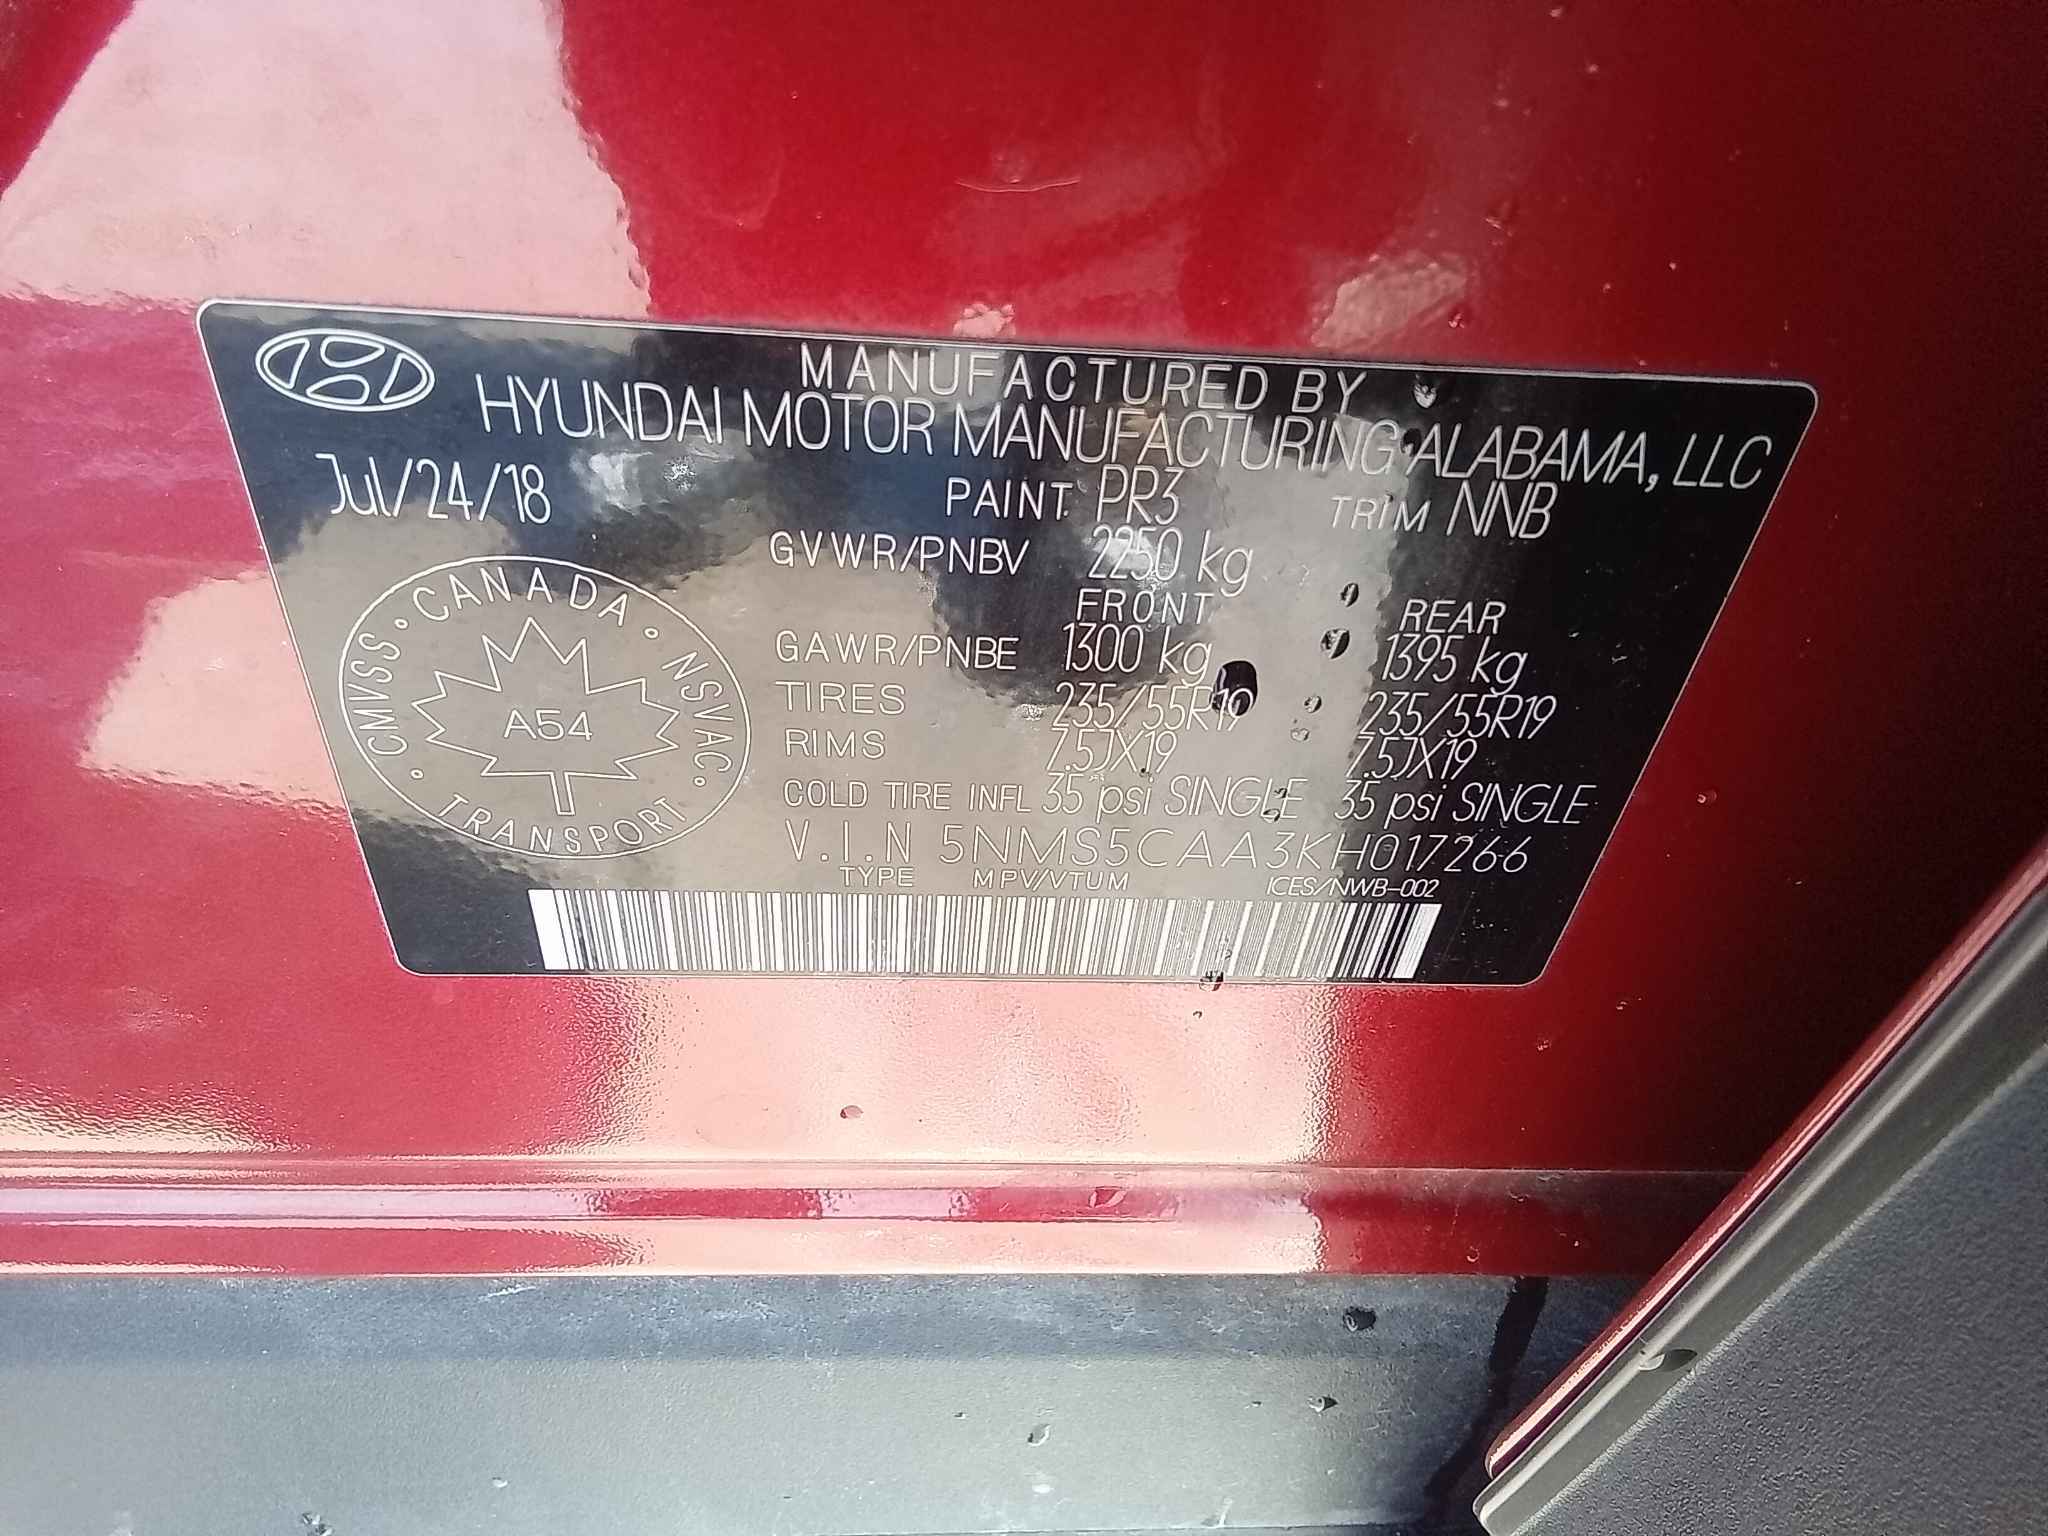 MANUFACTURED BY
HYUNDAI MOTOR MANUFACTURING ALABAMA, LLC
Jul/24/18 PAINT PR3 TRIM NNB
GVWR/PNBV 2250 kg
FRONT REAR
GAWR/PNBE 1300 kg 1395 kg
TIRES 235/55R19 235/55R19
RIMS 7.5JX19 7.5JX19
COLD TIRE INFL 35 psi SINGLE 35 psi SINGLE
V.I.N 5NMS5CAA3KH017266
TYPE MPV/VTUM ICES/NWB-002
CMVSS · CANADA · NSVAC ·
A54
TRANSPORT